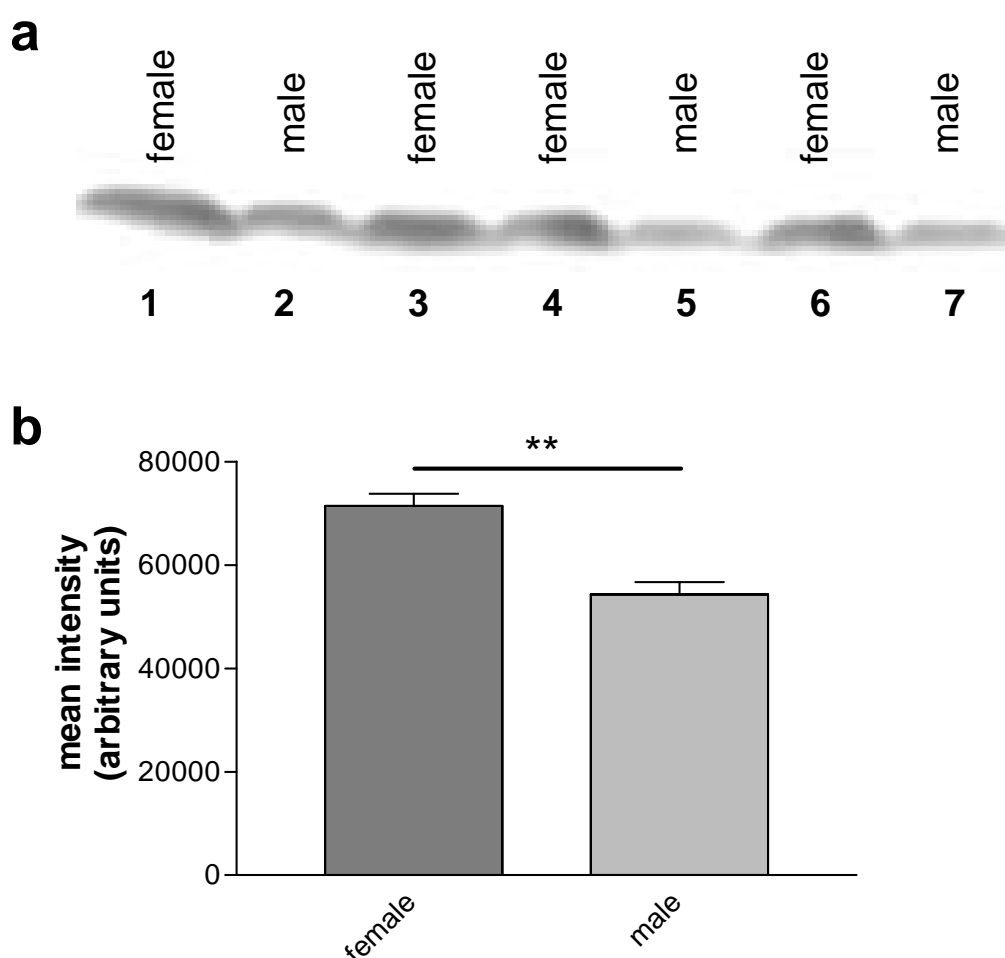 a
female male female female male female male
1 2 3 4 5 6 7
b
**
80000
60000
40000
20000
0
mean intensity
(arbitrary units)
female male